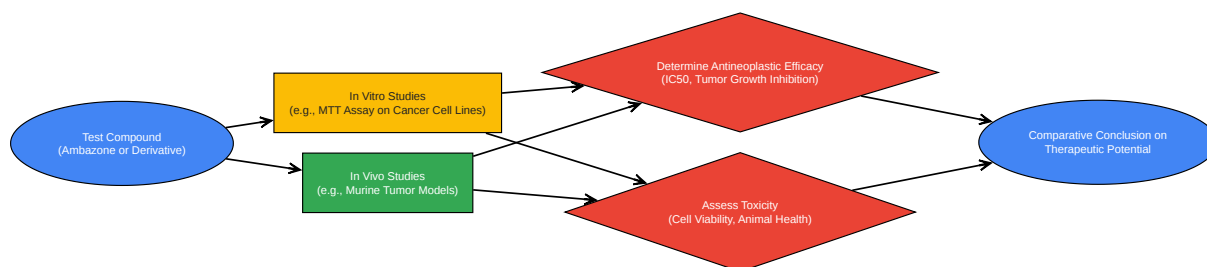 Test Compound
(Ambazone or Derivative)
In Vitro Studies
(e.g., MTT Assay on Cancer Cell Lines)
In Vivo Studies
(e.g., Murine Tumor Models)
Determine Antineoplastic Efficacy
(IC50, Tumor Growth Inhibition)
Assess Toxicity
(Cell Viability, Animal Health)
Comparative Conclusion on
Therapeutic Potential